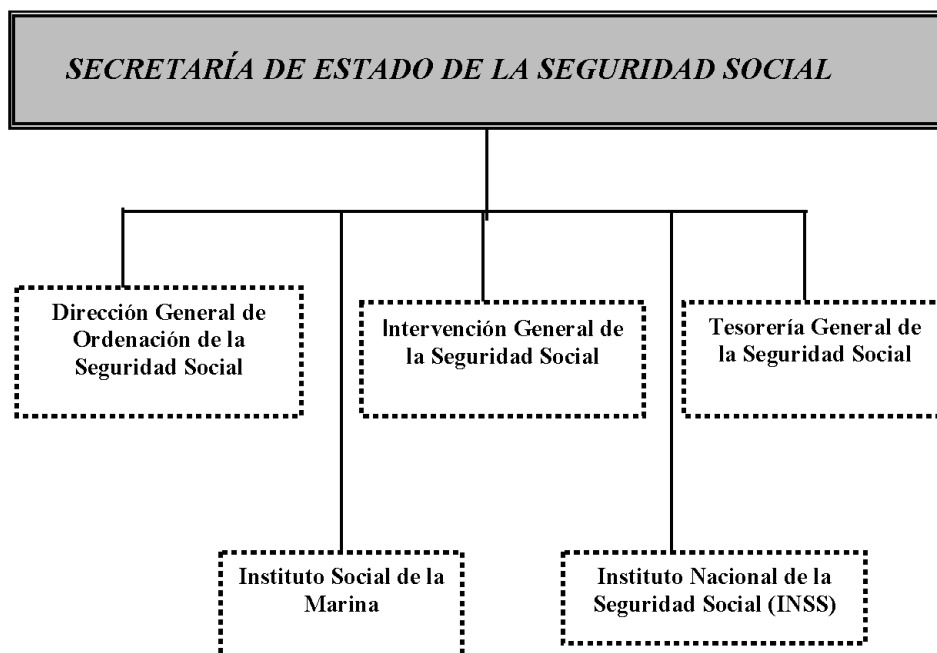 SECRETARÍA DE ESTADO DE LA SEGURIDAD SOCIAL
Dirección General de
Ordenación de la
Seguridad Social
Intervención General de
la Seguridad Social
Tesorería General de
la Seguridad Social
Instituto Social de la
Marina
Instituto Nacional de la
Seguridad Social (INSS)